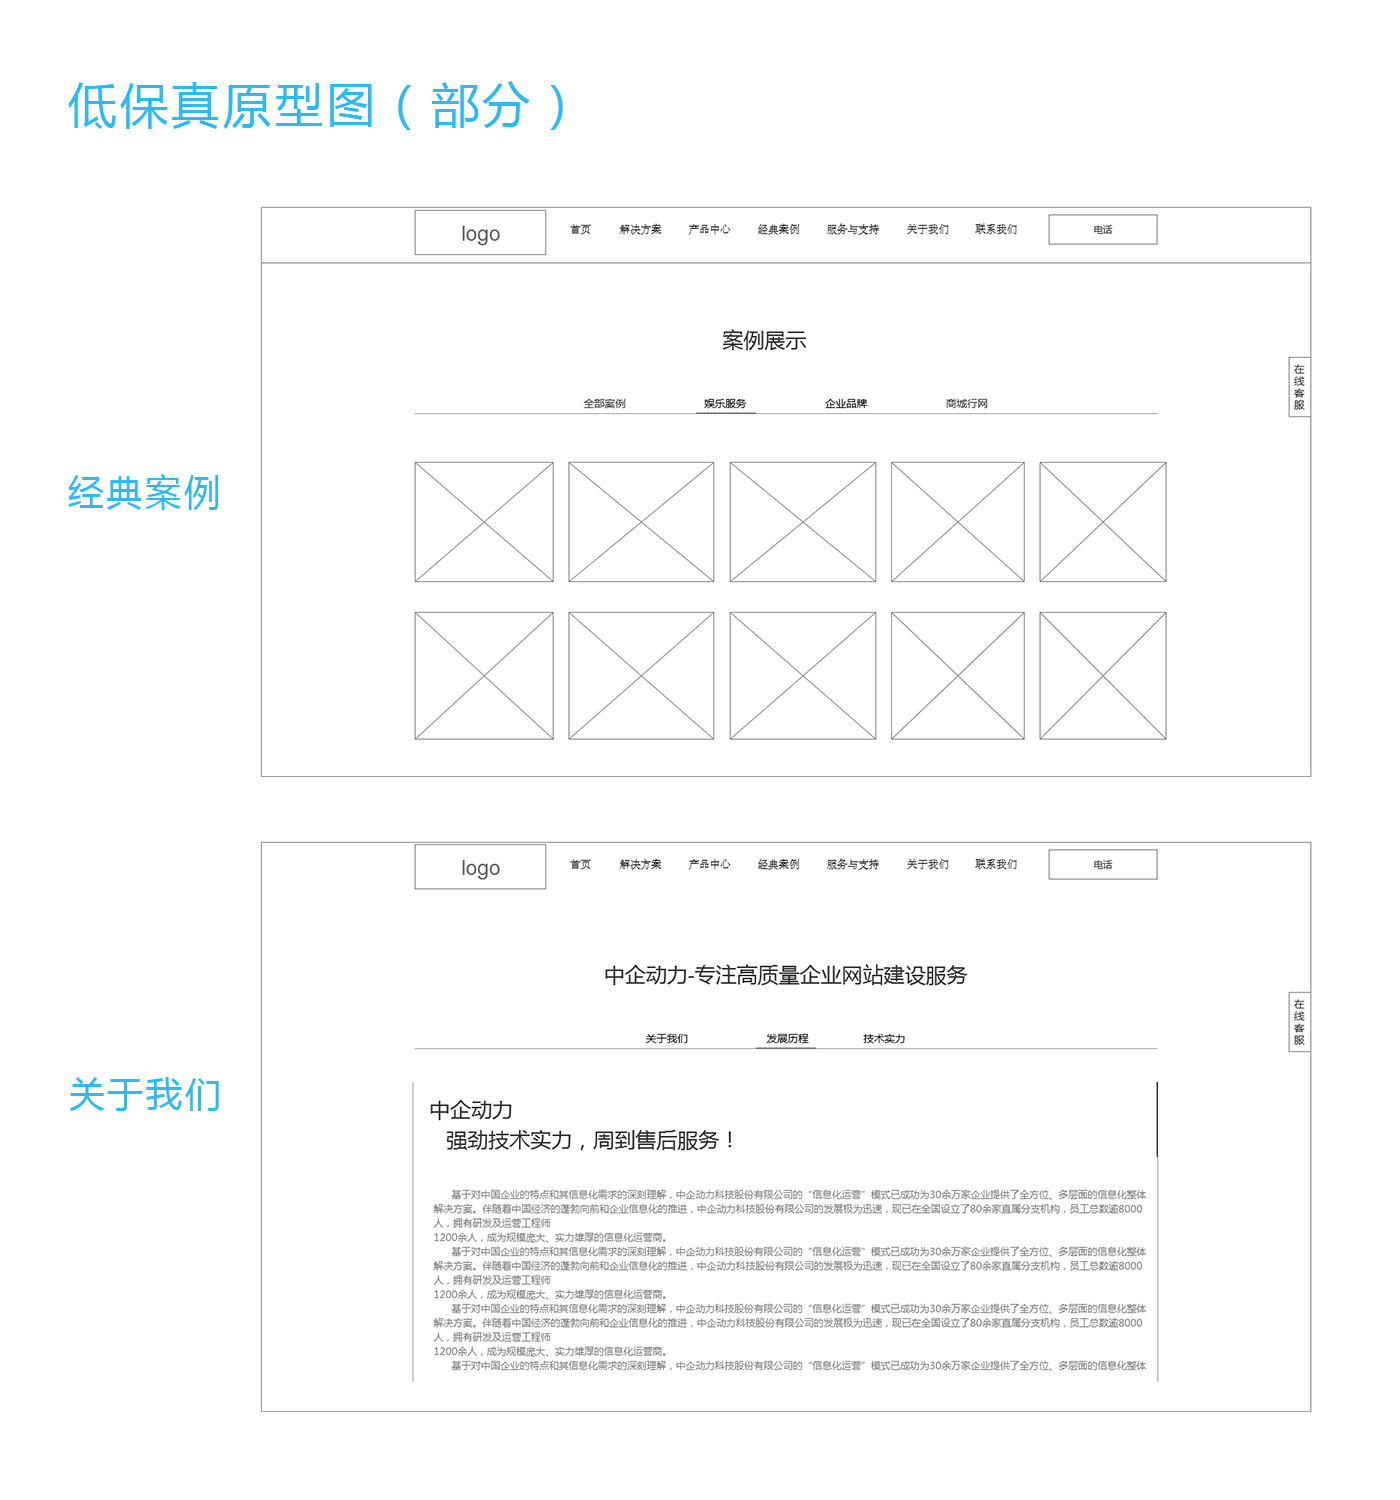 低保真原型图（部分）
logo 首页 解决方案 产品中心 经典案例 服务与支持 关于我们 联系我们 电话
案例展示
在线客服
全部案例 娱乐服务 企业品牌 商城行网
经典案例
logo 首页 解决方案 产品中心 经典案例 服务与支持 关于我们 联系我们 电话
中企动力-专注高质量企业网站建设服务
在线客服
关于我们 发展历程 技术实力
关于我们
中企动力
强劲技术实力，周到售后服务！
基于对中国企业的特点和其信息化需求的深刻理解，中企动力科技股份有限公司的“信息化运营”模式已成功为30余万家企业提供了全方位、多层面的信息化整体
解决方案。伴随着中国经济的蓬勃向前和企业信息化的推进，中企动力科技股份有限公司的发展极为迅速，现已在全国设立了80余家直属分支机构，员工总数逾8000
人，拥有研发及运营工程师
1200余人，成为规模庞大、实力雄厚的信息化运营商。
基于对中国企业的特点和其信息化需求的深刻理解，中企动力科技股份有限公司的“信息化运营”模式已成功为30余万家企业提供了全方位、多层面的信息化整体
解决方案。伴随着中国经济的蓬勃向前和企业信息化的推进，中企动力科技股份有限公司的发展极为迅速，现已在全国设立了80余家直属分支机构，员工总数逾8000
人，拥有研发及运营工程师
1200余人，成为规模庞大、实力雄厚的信息化运营商。
基于对中国企业的特点和其信息化需求的深刻理解，中企动力科技股份有限公司的“信息化运营”模式已成功为30余万家企业提供了全方位、多层面的信息化整体
解决方案。伴随着中国经济的蓬勃向前和企业信息化的推进，中企动力科技股份有限公司的发展极为迅速，现已在全国设立了80余家直属分支机构，员工总数逾8000
人，拥有研发及运营工程师
1200余人，成为规模庞大、实力雄厚的信息化运营商。
基于对中国企业的特点和其信息化需求的深刻理解，中企动力科技股份有限公司的“信息化运营”模式已成功为30余万家企业提供了全方位、多层面的信息化整体